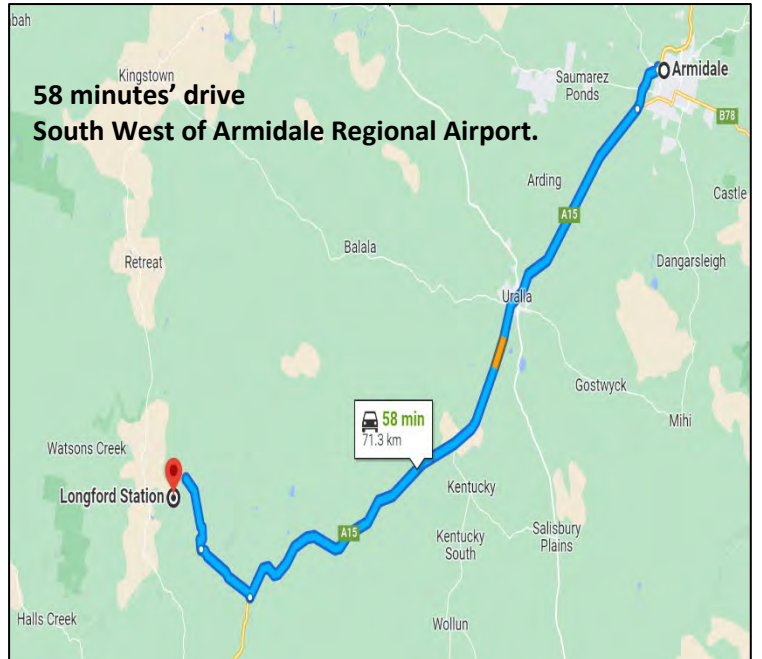 bah
Kingstown
58 minutes’ drive
South West of Armidale Regional Airport.
Saumarez
Ponds
Armidale
B78
Arding
Castle
A15
Balala
Dangarsleigh
Retreat
Uralla
Gostwyck
Mihi
58 min
71.3 km
Watsons Creek
Longford Station
Kentucky
A15
Kentucky
South
Salisbury
Plains
Halls Creek
Wollun